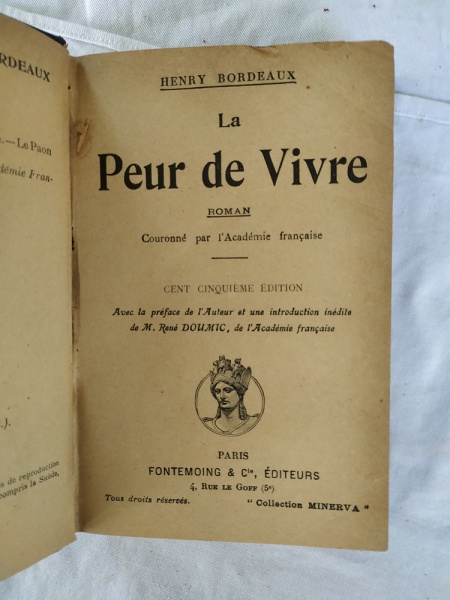 RDEAUX
.—Le Paon
démie Fran-
.).
s de reproduction
compris la Suède,
HENRY BORDEAUX
La
Peur de Vivre
ROMAN
Couronné par l'Académie française
CENT CINQUIÈME ÉDITION
Avec la préface de l'Auteur et une introduction inédite
de M. René DOUMIC, de l'Académie française
PARIS
FONTEMOING & Cie, ÉDITEURS
4, RUE LE GOFF (5e)
Tous droits réservés. "Collection MINERVA"